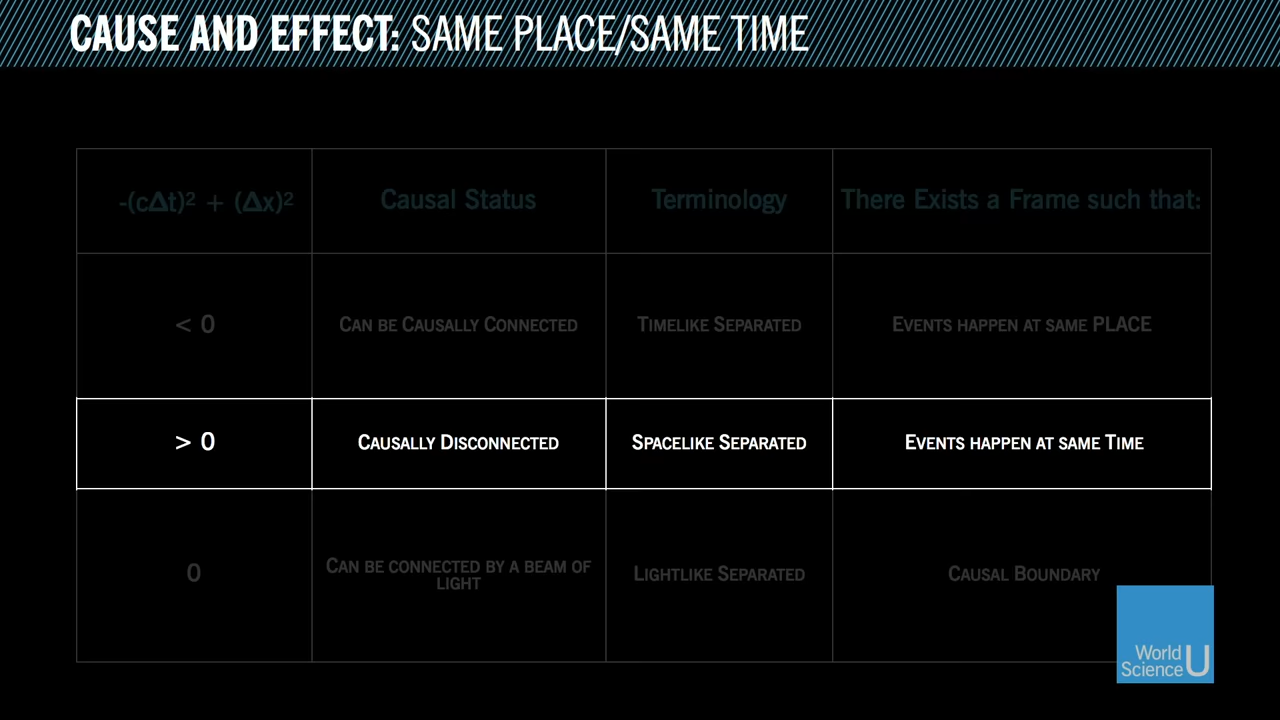 CAUSE AND EFFECT: SAME PLACE/SAME TIME
-(cΔt)² + (Δx)² Causal Status Terminology There Exists a Frame such that:
< 0 CAN BE CAUSALLY CONNECTED TIMELIKE SEPARATED EVENTS HAPPEN AT SAME PLACE
> 0 CAUSALLY DISCONNECTED SPACELIKE SEPARATED EVENTS HAPPEN AT SAME TIME
0 CAN BE CONNECTED BY A BEAM OF
LIGHT LIGHTLIKE SEPARATED CAUSAL BOUNDARY
World
Science U